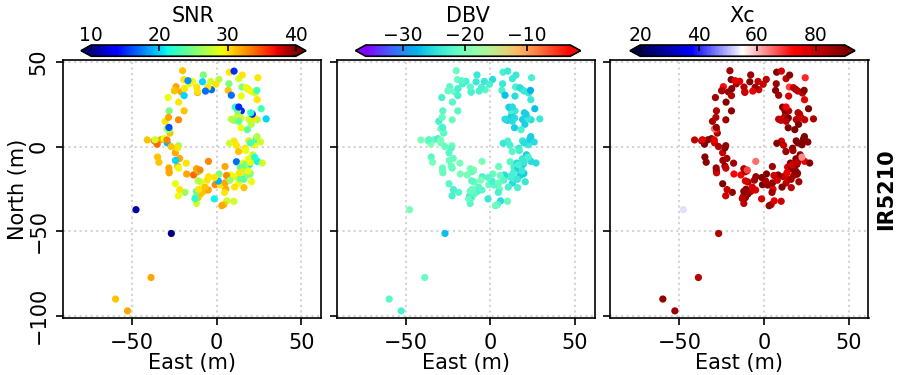 SNR DBV Xc
10 20 30 40 −30 −20 −10 20 40 60 80
50
0
−50
−100
North (m)
IR5210
−50 0 50 −50 0 50 −50 0 50
East (m) East (m) East (m)